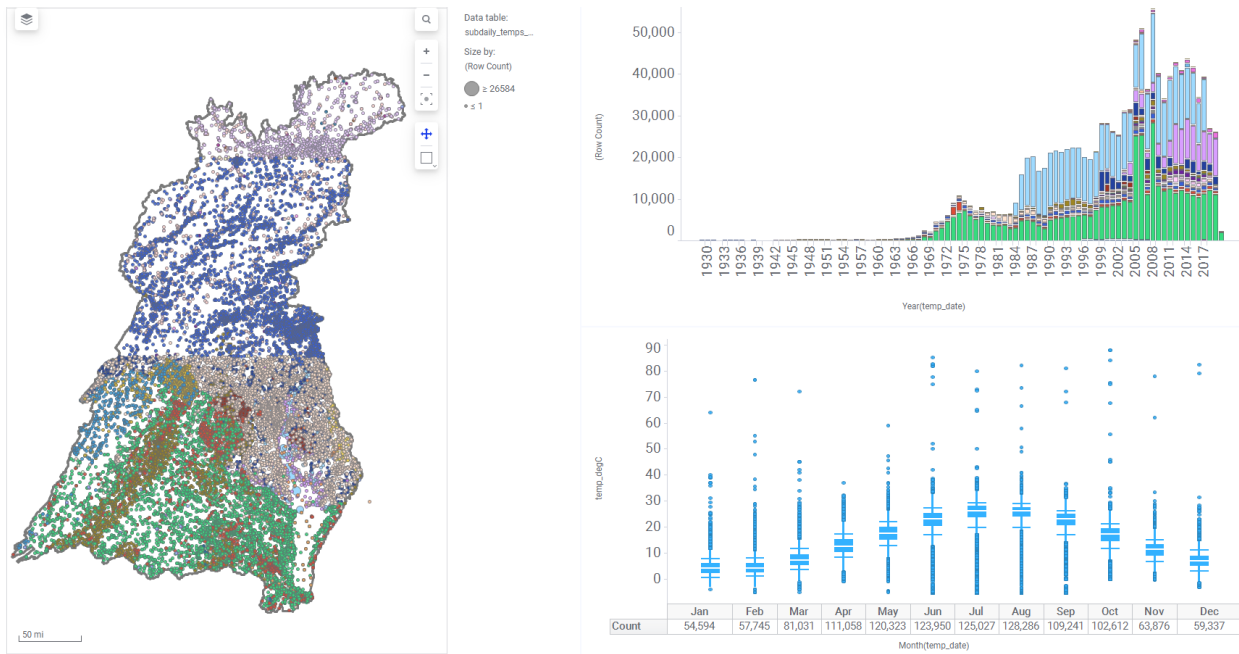 Data table:
subdaily_temps_...
Size by:
(Row Count)
≥ 26584
≤ 1
50 mi
50,000
40,000
30,000
20,000
10,000
0
(Row Count)
1930 1933 1936 1939 1942 1945 1948 1951 1954 1957 1960 1963 1966 1969 1972 1975 1978 1981 1984 1987 1990 1993 1996 1999 2002 2005 2008 2011 2014 2017
Year(temp_date)
90
80
70
60
50
40
30
20
10
0
temp_degC
Jan Feb Mar Apr May Jun Jul Aug Sep Oct Nov Dec
Count 54,594 57,745 81,031 111,058 120,323 123,950 125,027 128,286 109,241 102,612 63,876 59,337
Month(temp_date)